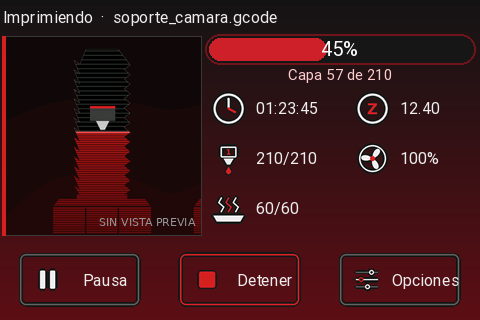 Imprimiendo · soporte_camara.gcode
45%
Capa 57 de 210
01:23:45
12.40
210/210
100%
60/60
SIN VISTA PREVIA
Pausa
Detener
Opciones